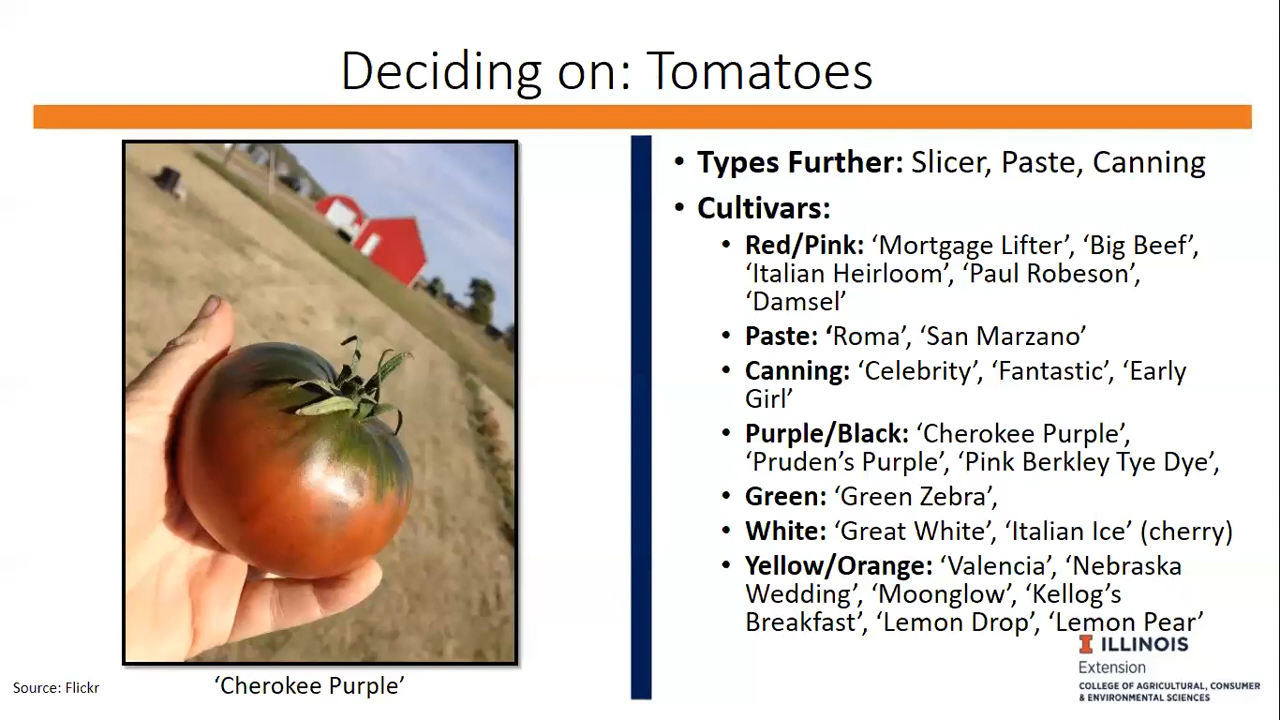 Deciding on: Tomatoes
• Types Further: Slicer, Paste, Canning
• Cultivars:
• Red/Pink: ‘Mortgage Lifter’, ‘Big Beef’,
‘Italian Heirloom’, ‘Paul Robeson’,
‘Damsel’
• Paste: ‘Roma’, ‘San Marzano’
• Canning: ‘Celebrity’, ‘Fantastic’, ‘Early
Girl’
• Purple/Black: ‘Cherokee Purple’,
‘Pruden’s Purple’, ‘Pink Berkley Tye Dye’,
• Green: ‘Green Zebra’,
• White: ‘Great White’, ‘Italian Ice’ (cherry)
• Yellow/Orange: ‘Valencia’, ‘Nebraska
Wedding’, ‘Moonglow’, ‘Kellog’s
Breakfast’, ‘Lemon Drop’, ‘Lemon Pear’
Source: Flickr
‘Cherokee Purple’
I ILLINOIS
Extension
COLLEGE OF AGRICULTURAL, CONSUMER
& ENVIRONMENTAL SCIENCES